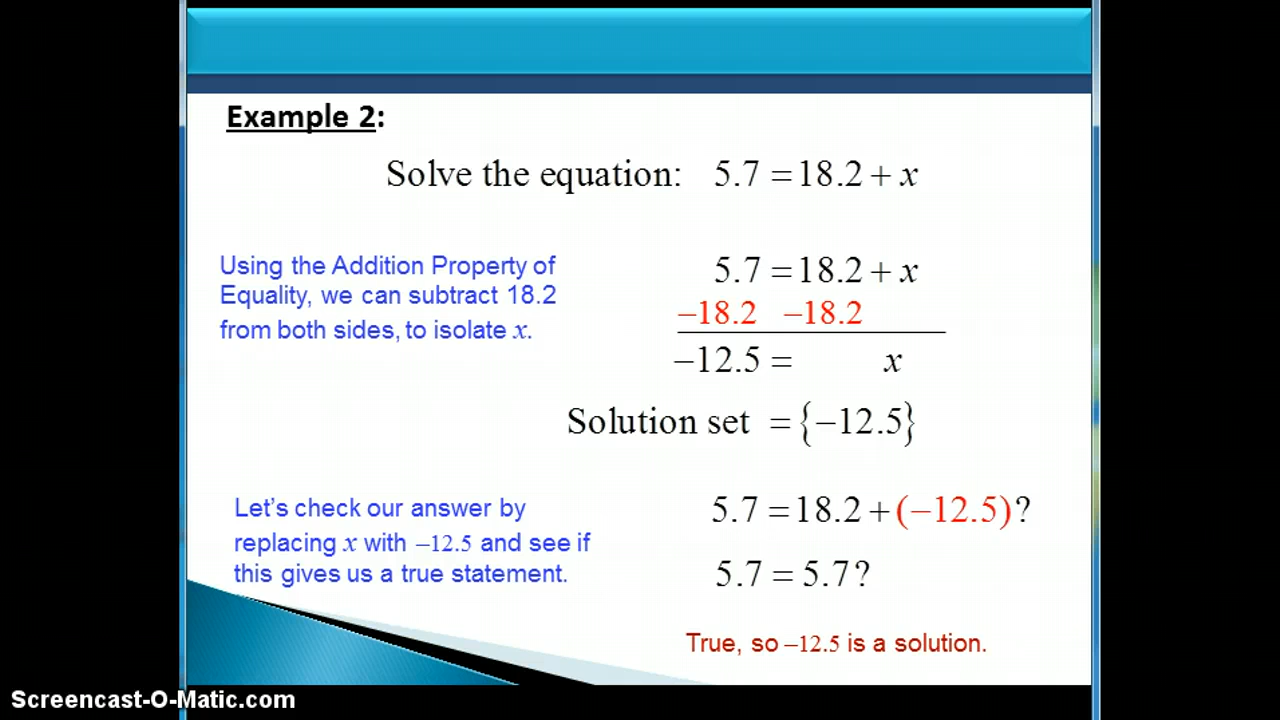 Example 2:
Solve the equation: 5.7 = 18.2 + x
Using the Addition Property of
Equality, we can subtract 18.2
from both sides, to isolate x.
5.7 = 18.2 + x
−18.2 −18.2
−12.5 = x
Solution set = {−12.5}
Let's check our answer by
replacing x with −12.5 and see if
this gives us a true statement.
5.7 = 18.2 + (−12.5)?
5.7 = 5.7?
True, so −12.5 is a solution.
Screencast-O-Matic.com